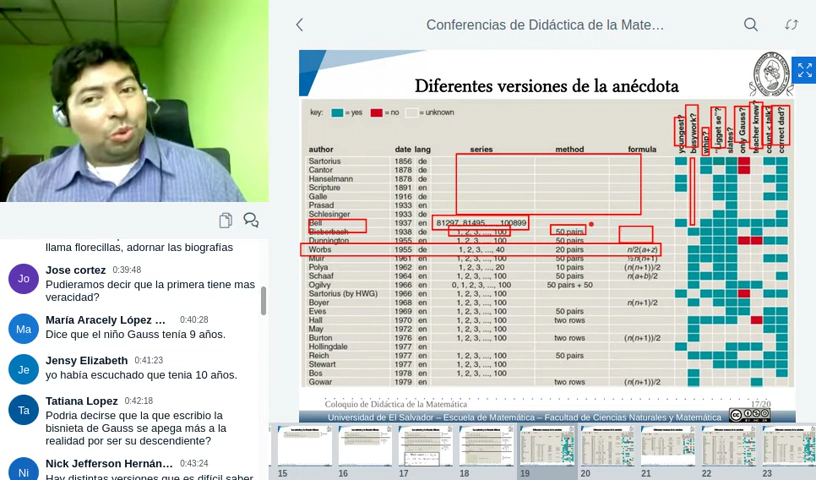 Conferencias de Didáctica de la Mate…
Diferentes versiones de la anécdota
key: = yes = no = unknown
author date lang series method formula youngest? busywork? whip? "Ligget se"? slates? only Gauss? teacher knew? count < talk? correct dad?
Sartorius 1856 de
Cantor 1878 de
Hanselmann 1878 de
Scripture 1891 en
Galle 1916 de
Prasad 1933 en
Schlesinger 1933 de
Bell 1937 en 81297, 81495, ..., 100899
Bieberbach 1938 de 1, 2, 3, ..., 100 50 pairs
Dunnington 1955 en 1, 2, 3, ..., 100 50 pairs
Worbs 1955 de 1, 2, 3, ..., 40 20 pairs n/2(a+z)
Muir 1961 en 1, 2, 3, ..., 100 50 pairs ½n(n+1)
Polya 1962 en 1, 2, 3, ..., 20 10 pairs (n(n+1))/2
Schaaf 1964 en 1, 2, 3, ..., 100 50 pairs n(a+b)/2
Ogilvy 1966 en 0, 1, 2, 3, ..., 100 50 pairs + 50
Sartorius (by HWG) 1966 en
Boyer 1968 en 1, 2, 3, ..., 100 n(n+1)/2
Eves 1969 en 1, 2, 3, ..., 100 50 pairs
Hall 1970 en 1, 2, 3, ..., 100 two rows
May 1972 en 1, 2, 3, ..., 100
Burton 1976 en 1, 2, 3, ..., 100 two rows (n(n+1))/2
Hollingdale 1977 en
Reich 1977 en 1, 2, 3, ..., 100 50 pairs
Stewart 1977 en 1, 2, 3, ..., 100
Bos 1978 en 1, 2, 3, ..., 100
Gowar 1979 en two rows (n(n+1))/2
Coloquio de Didáctica de la Matemática 17/20
Universidad de El Salvador – Escuela de Matemática – Facultad de Ciencias Naturales y Matemática
15 16 17 18 19 20 21 22 23
llama florecillas, adornar las biografías
Jo Jose cortez 0:39:48
Pudieramos decir que la primera tiene mas
veracidad?
Ma María Aracely López ... 0:40:28
Dice que el niño Gauss tenía 9 años.
Je Jensy Elizabeth 0:41:23
yo había escuchado que tenia 10 años.
Ta Tatiana Lopez 0:42:18
Podria decirse que la que escribio la
bisnieta de Gauss se apega más a la
realidad por ser su descendiente?
Ni Nick Jefferson Hernán... 0:43:24
Hay distintas versiones que es difícil saber